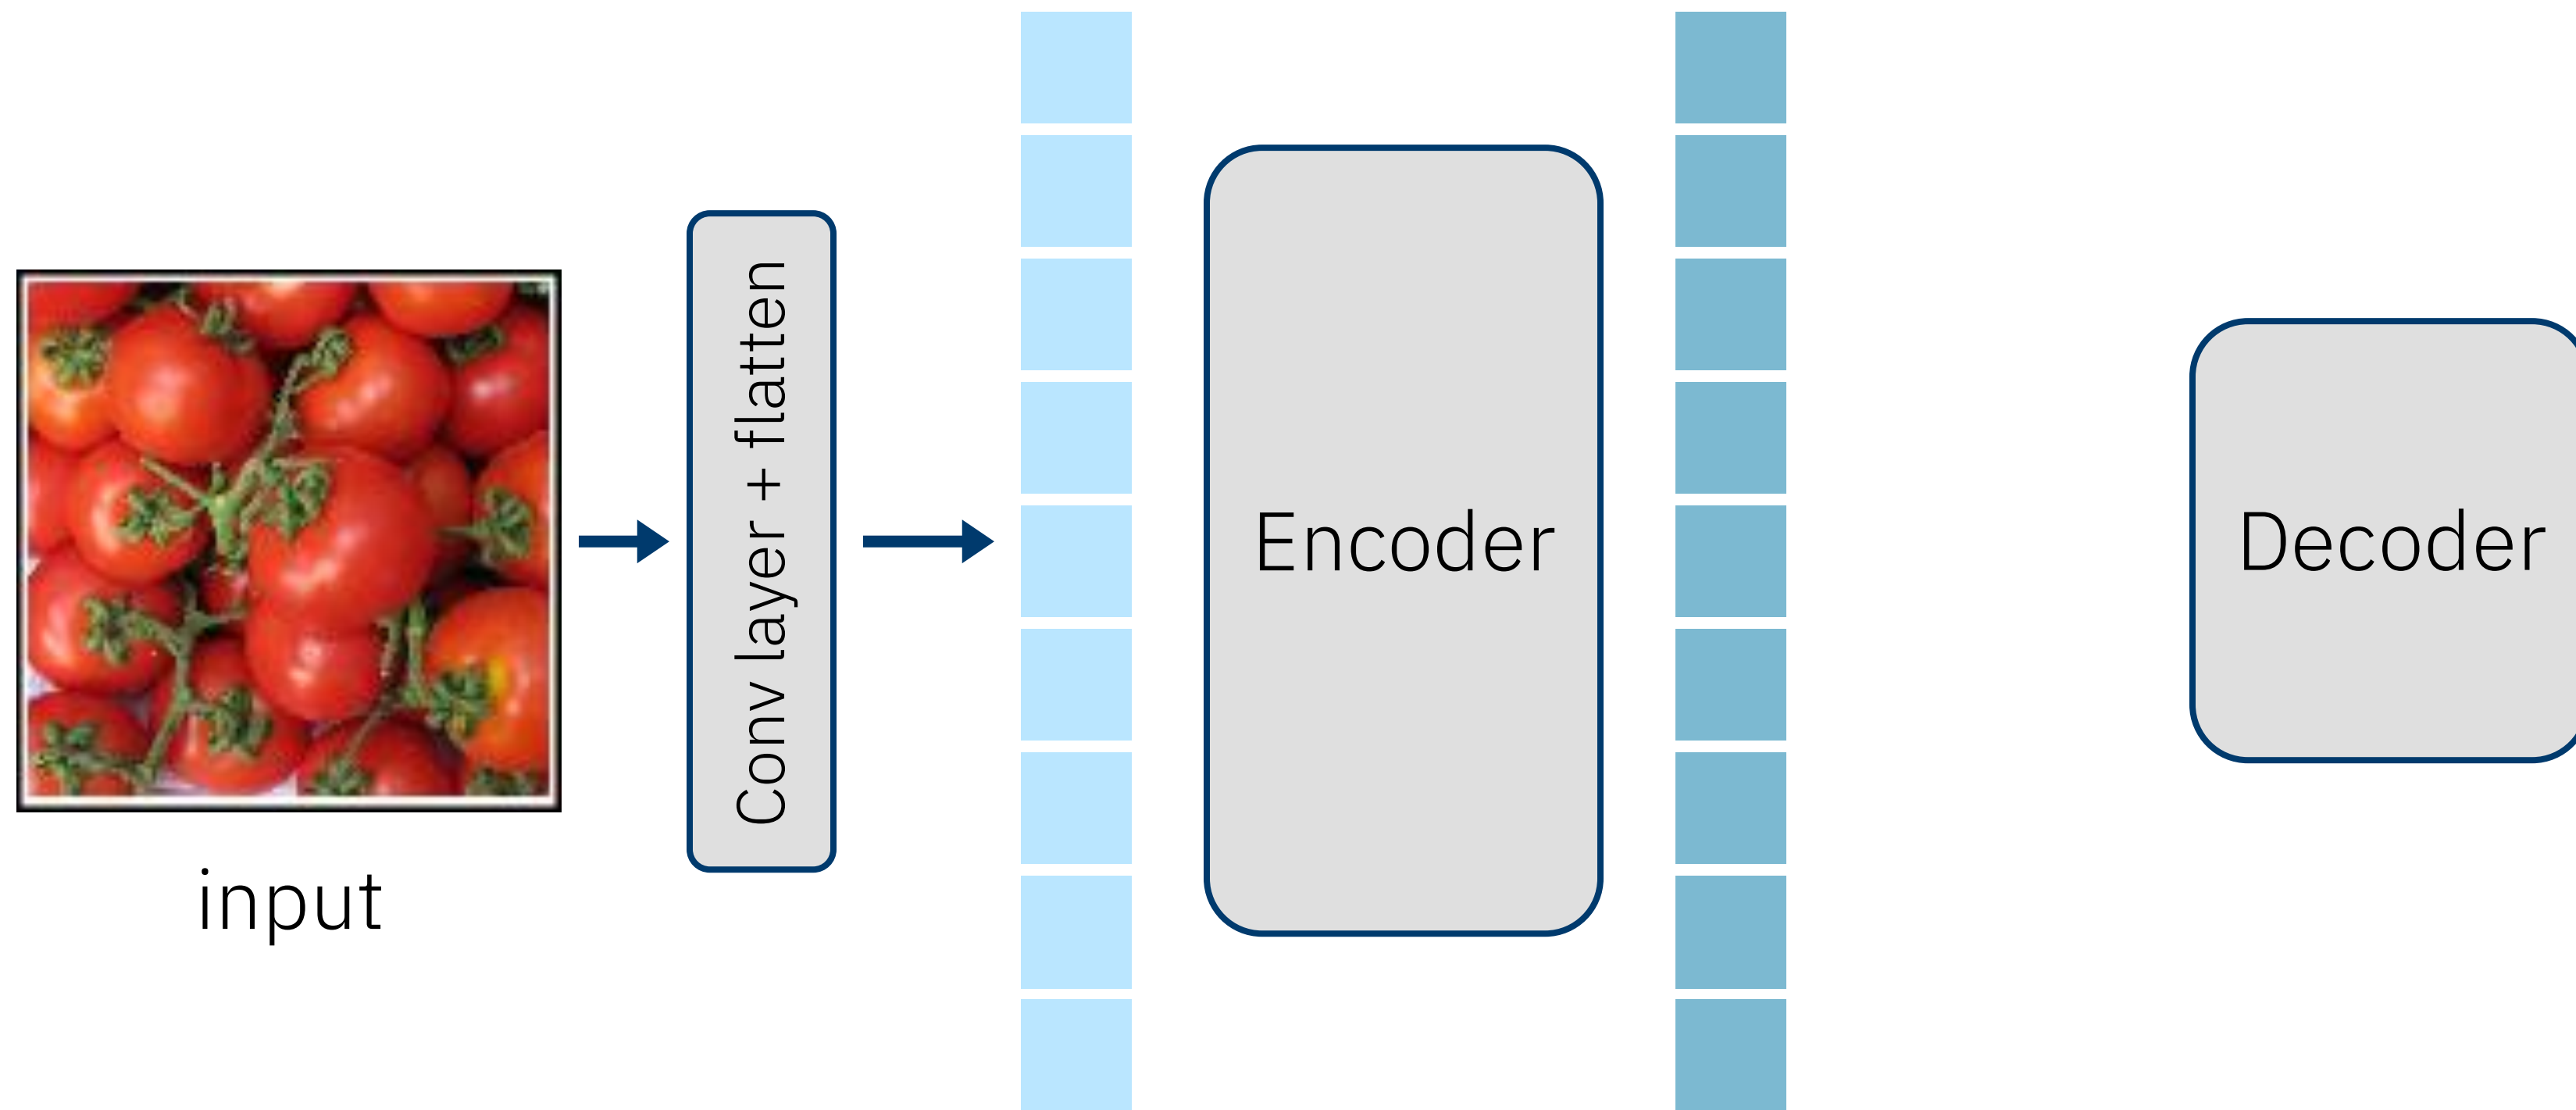 input
Conv layer + flatten
Encoder
Decoder